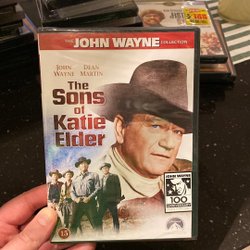 THE JOHN WAYNE COLLECTION
JOHN WAYNE
DEAN MARTIN
The Sons of
Katie Elder
JOHN WAYNE
100